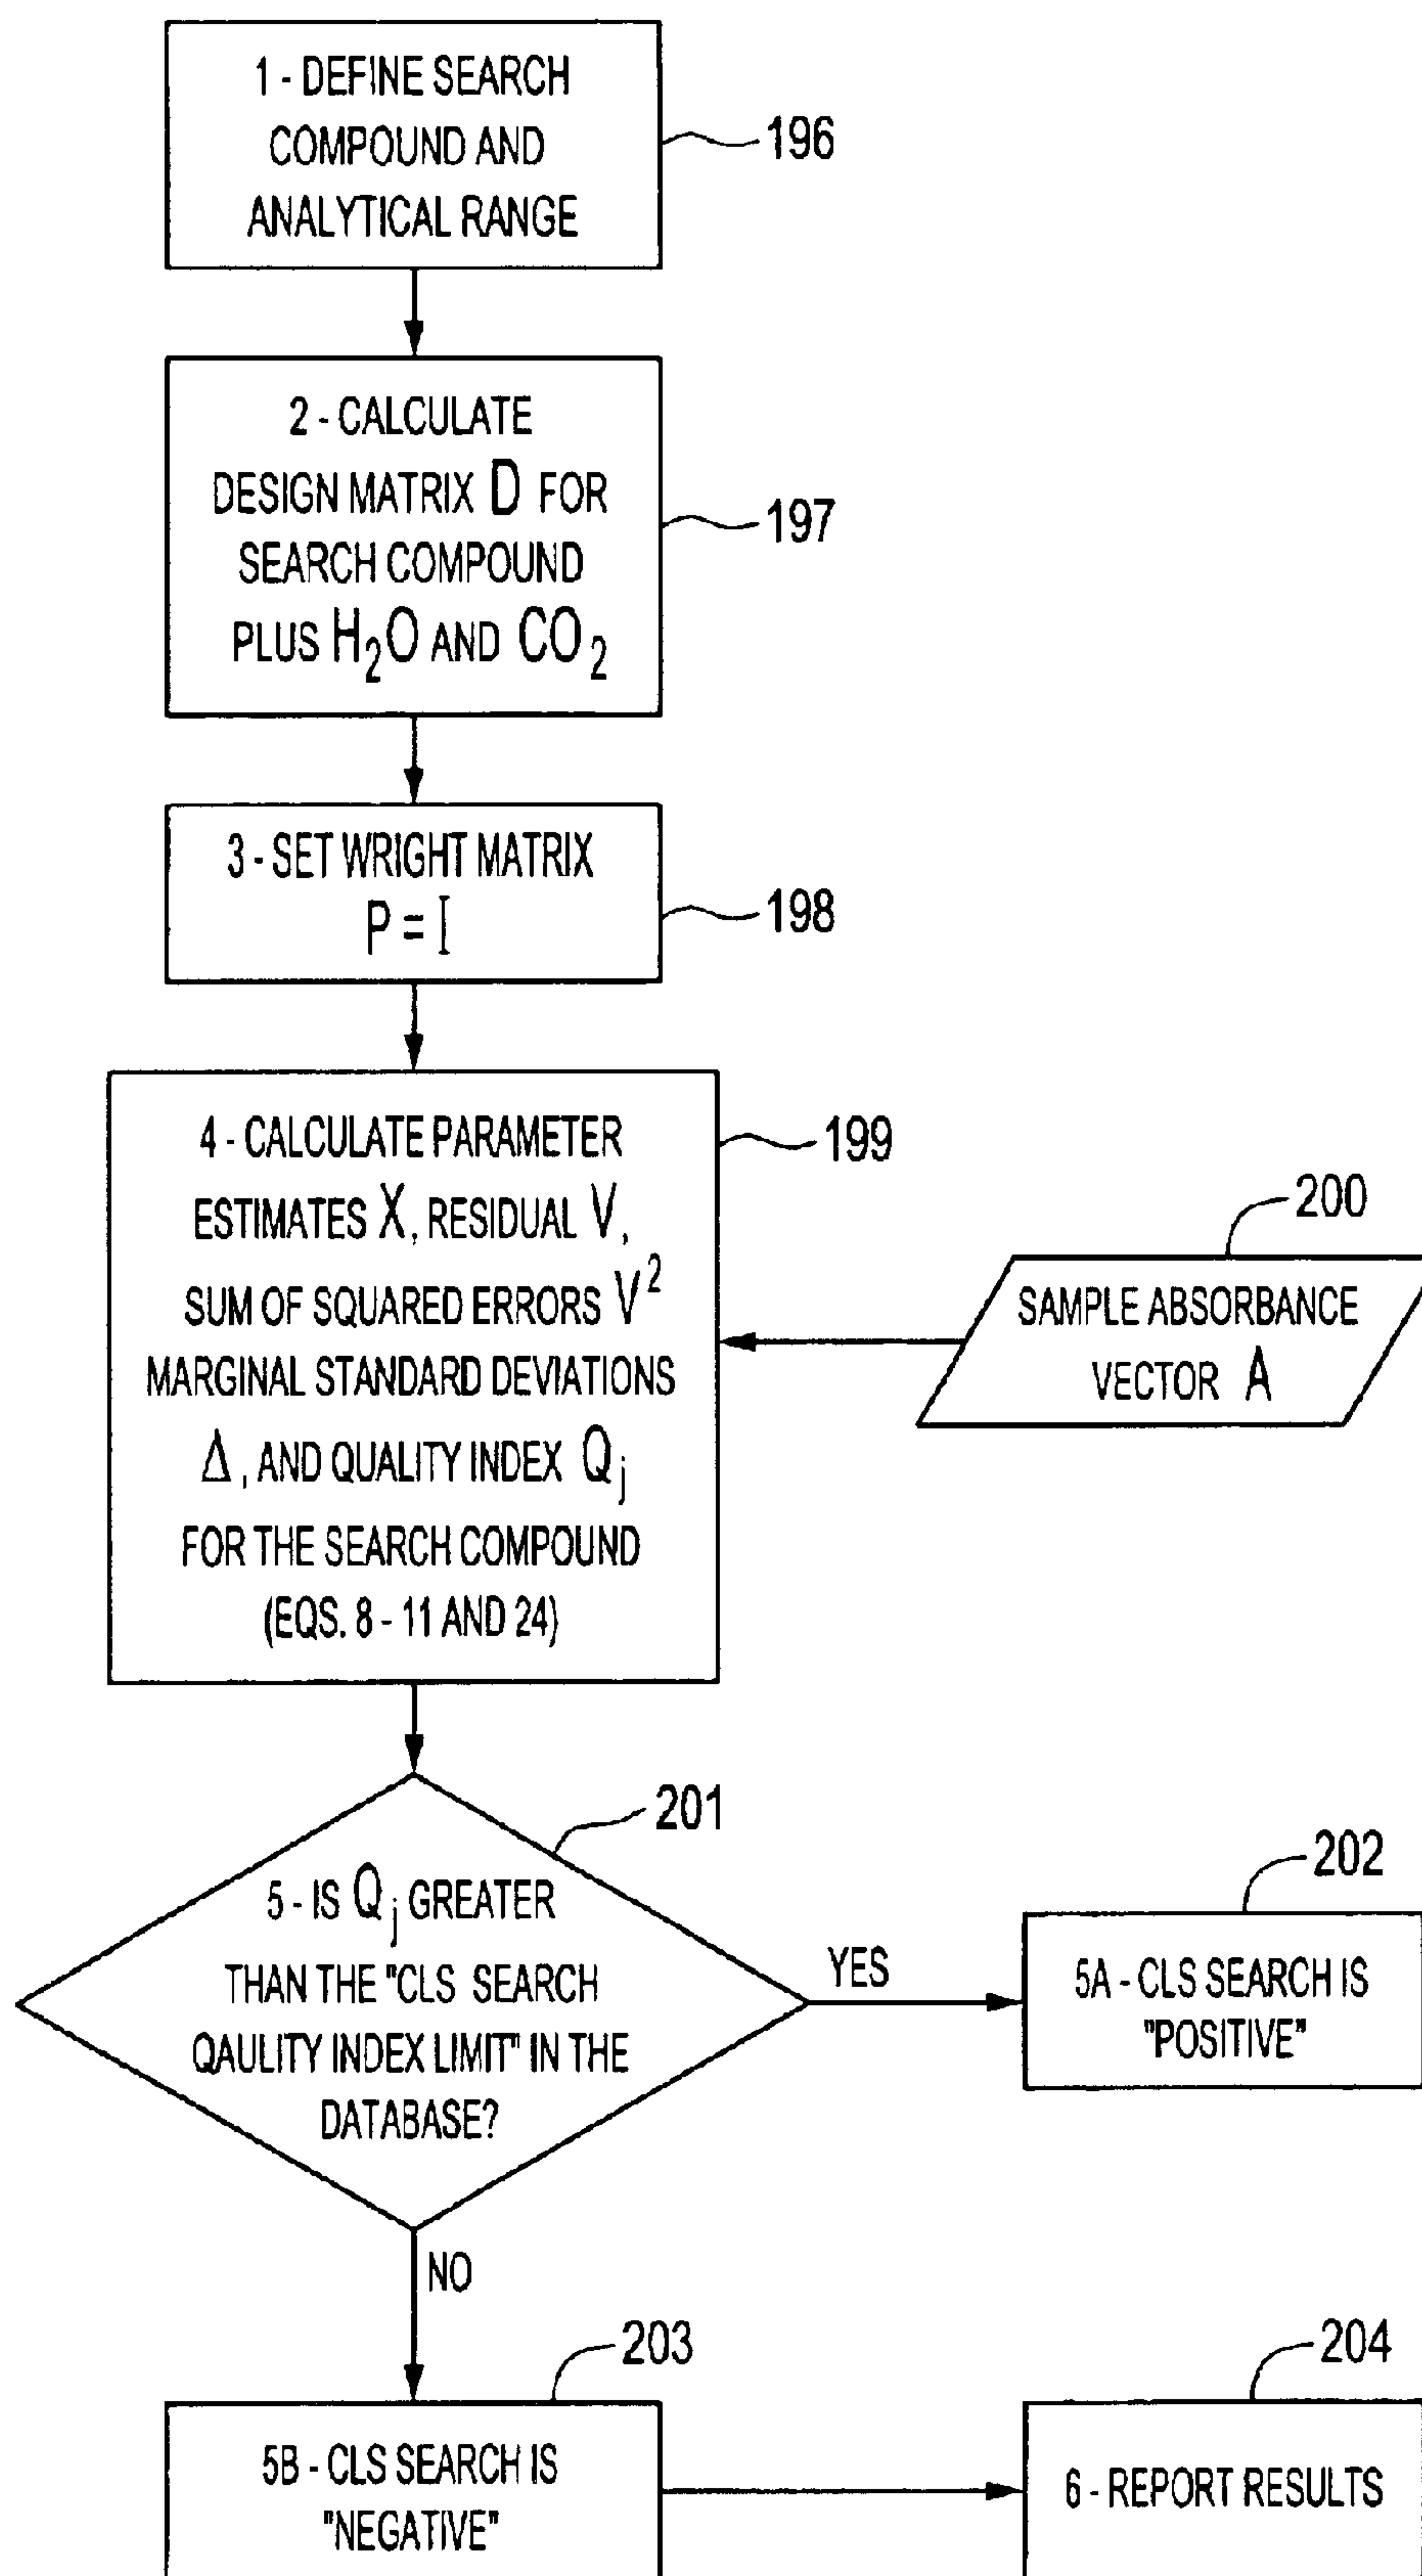 1 - DEFINE SEARCH
COMPOUND AND
ANALYTICAL RANGE
196
2 - CALCULATE
DESIGN MATRIX D FOR
SEARCH COMPOUND
PLUS H₂O AND CO₂
197
3 - SET WRIGHT MATRIX
P = I
198
4 - CALCULATE PARAMETER
ESTIMATES X, RESIDUAL V,
SUM OF SQUARED ERRORS V²
MARGINAL STANDARD DEVIATIONS
Δ, AND QUALITY INDEX Qⱼ
FOR THE SEARCH COMPOUND
(EQS. 8 - 11 AND 24)
199
200
SAMPLE ABSORBANCE
VECTOR A
201
5 - IS Qⱼ GREATER
THAN THE "CLS SEARCH
QAULITY INDEX LIMIT" IN THE
DATABASE?
YES
202
5A - CLS SEARCH IS
"POSITIVE"
NO
203
5B - CLS SEARCH IS
"NEGATIVE"
204
6 - REPORT RESULTS